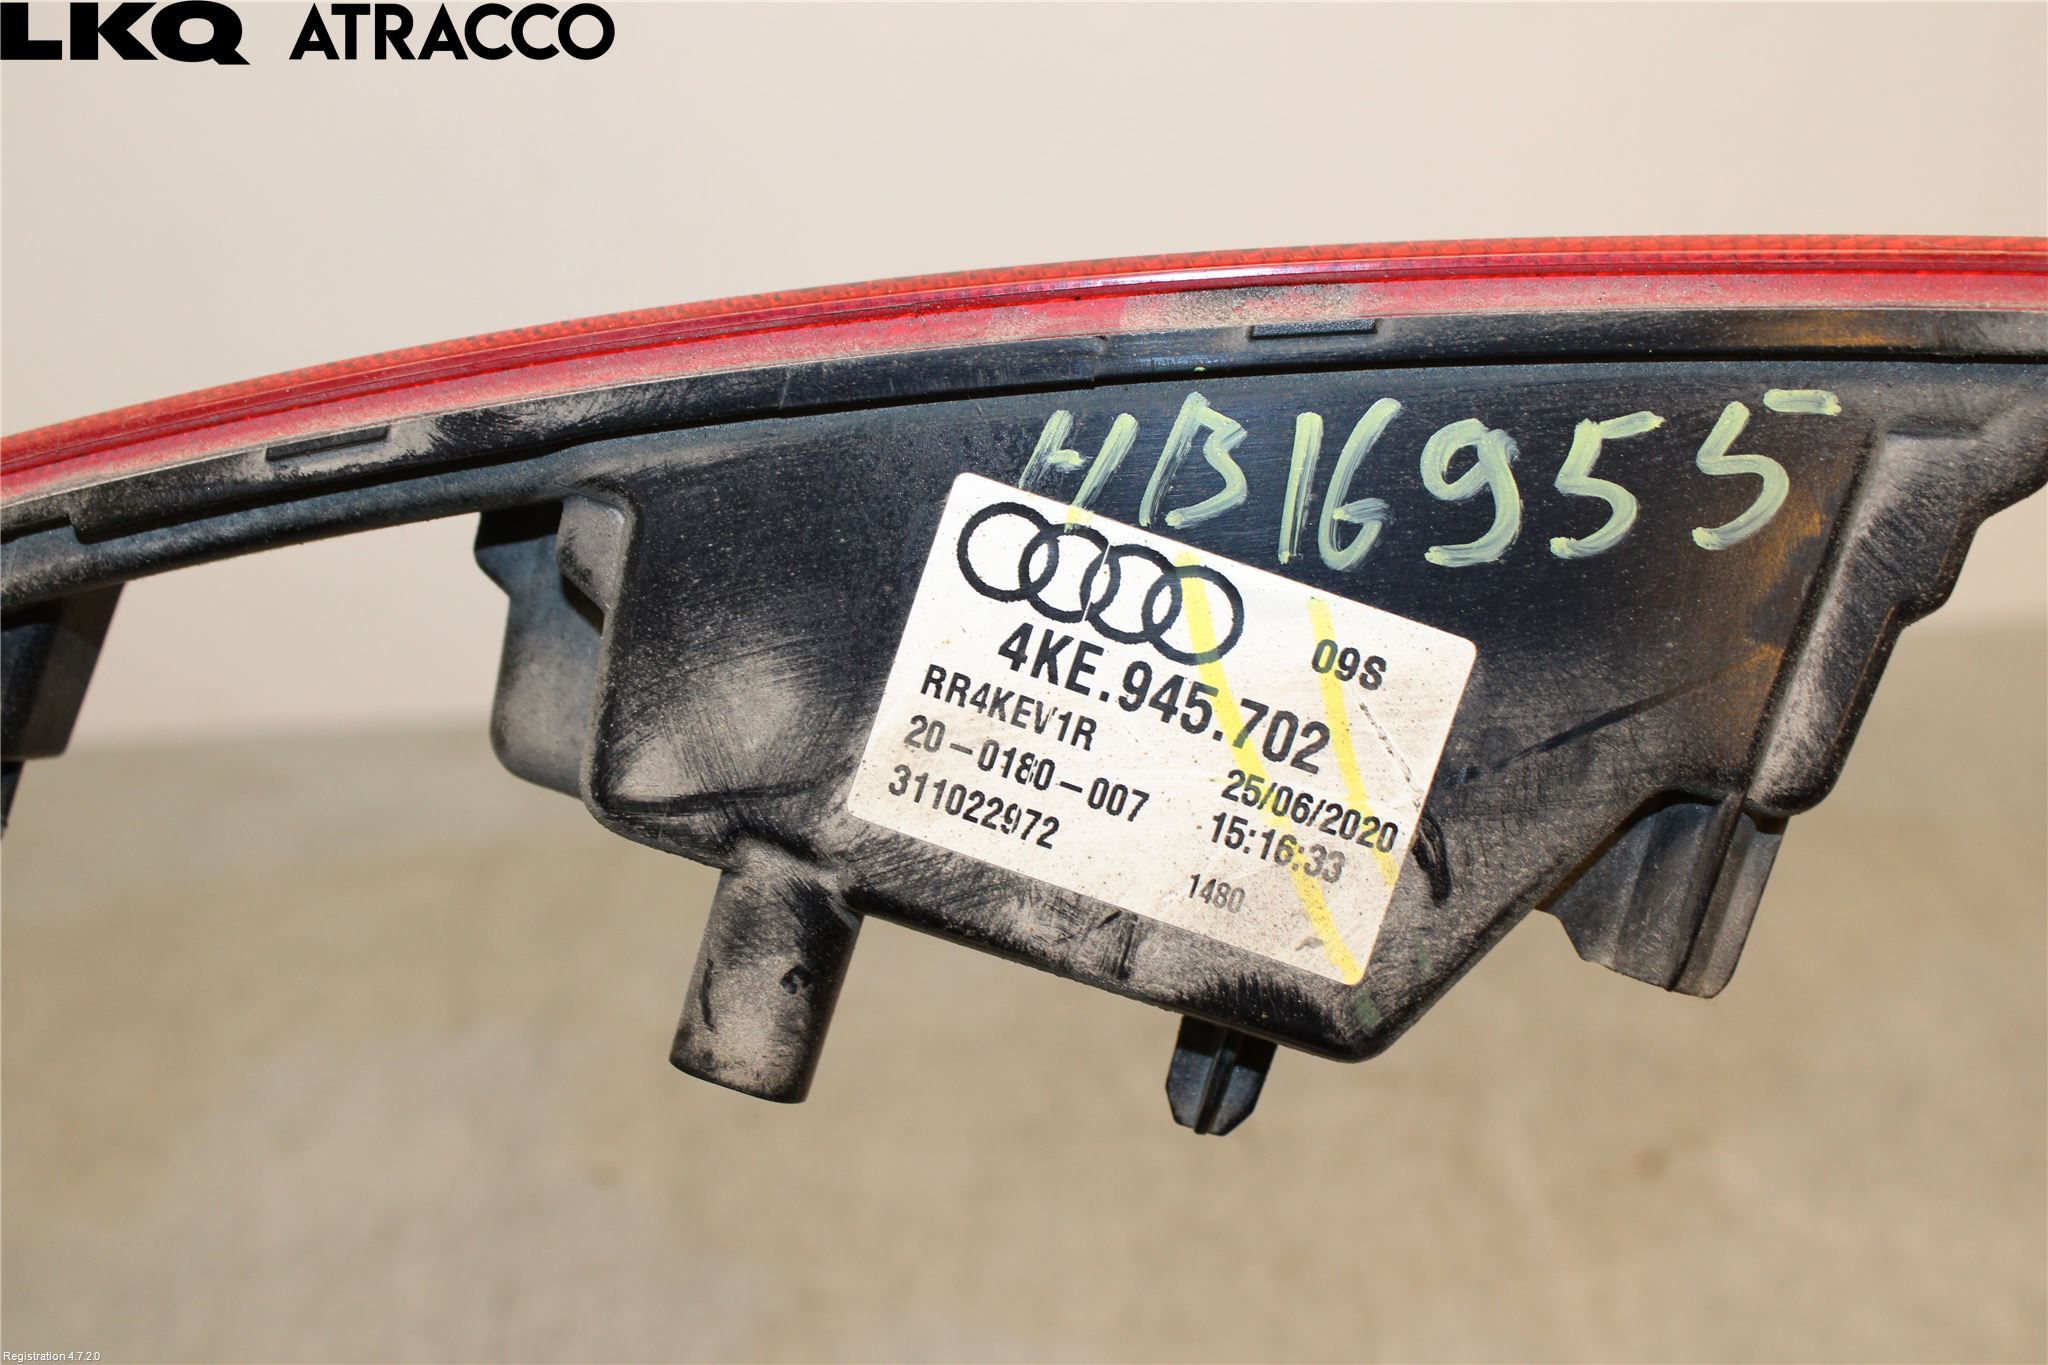 LKQ ATRACCO
HB16955
09S
4KE.945.702
RR4KEV1R
20-0180-007
25/06/2020
311022972
15:16:33
1480
Registration 4.7.2.0